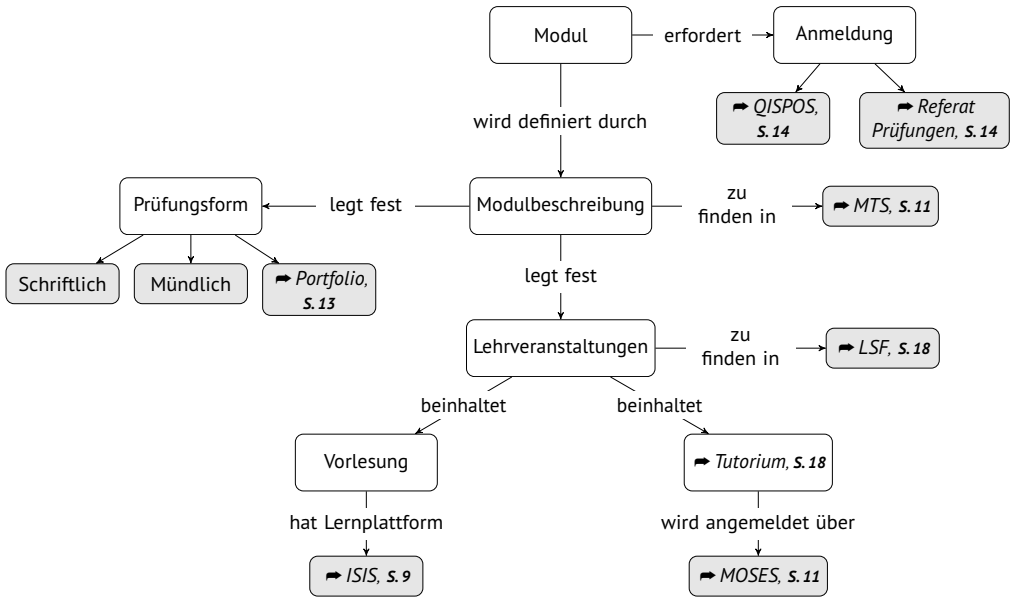 Modul
erfordert
Anmeldung
➦ QISPOS,
S. 14
➦ Referat
Prüfungen, S. 14
wird definiert durch
Prüfungsform
legt fest
Modulbeschreibung
zu
finden in
➦ MTS, S. 11
Schriftlich
Mündlich
➦ Portfolio,
S. 13
legt fest
Lehrveranstaltungen
zu
finden in
➦ LSF, S. 18
beinhaltet
beinhaltet
Vorlesung
➦ Tutorium, S. 18
hat Lernplattform
wird angemeldet über
➦ ISIS, S. 9
➦ MOSES, S. 11